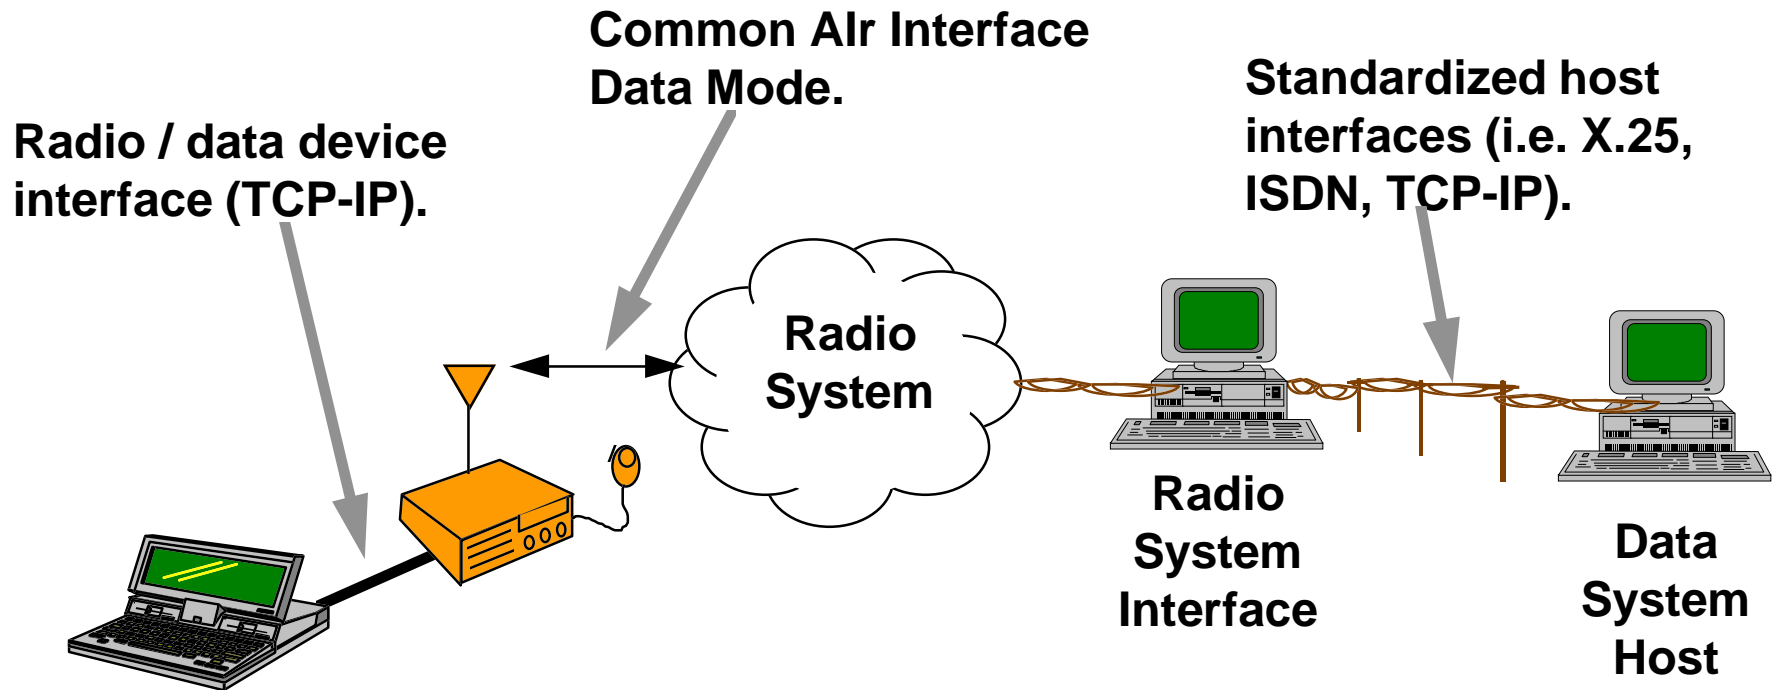 Common AIr Interface
Data Mode.
Radio / data device
interface (TCP-IP).
Standardized host
interfaces (i.e. X.25,
ISDN, TCP-IP).
Radio
System
Radio
System
Interface
Data
System
Host